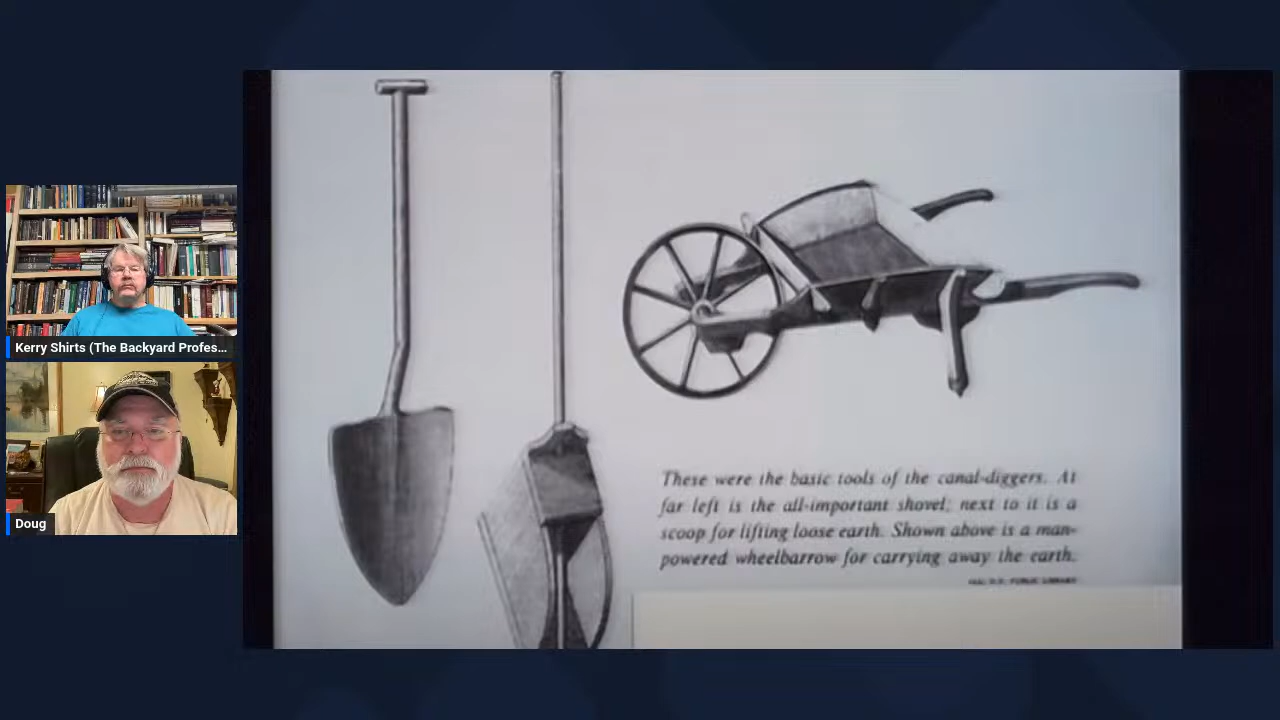 Kerry Shirts (The Backyard Profes...
Doug
These were the basic tools of the canal-diggers. At
far left is the all-important shovel; next to it is a
scoop for lifting loose earth. Shown above is a man-
powered wheelbarrow for carrying away the earth.
PUBLIC LIBRARY